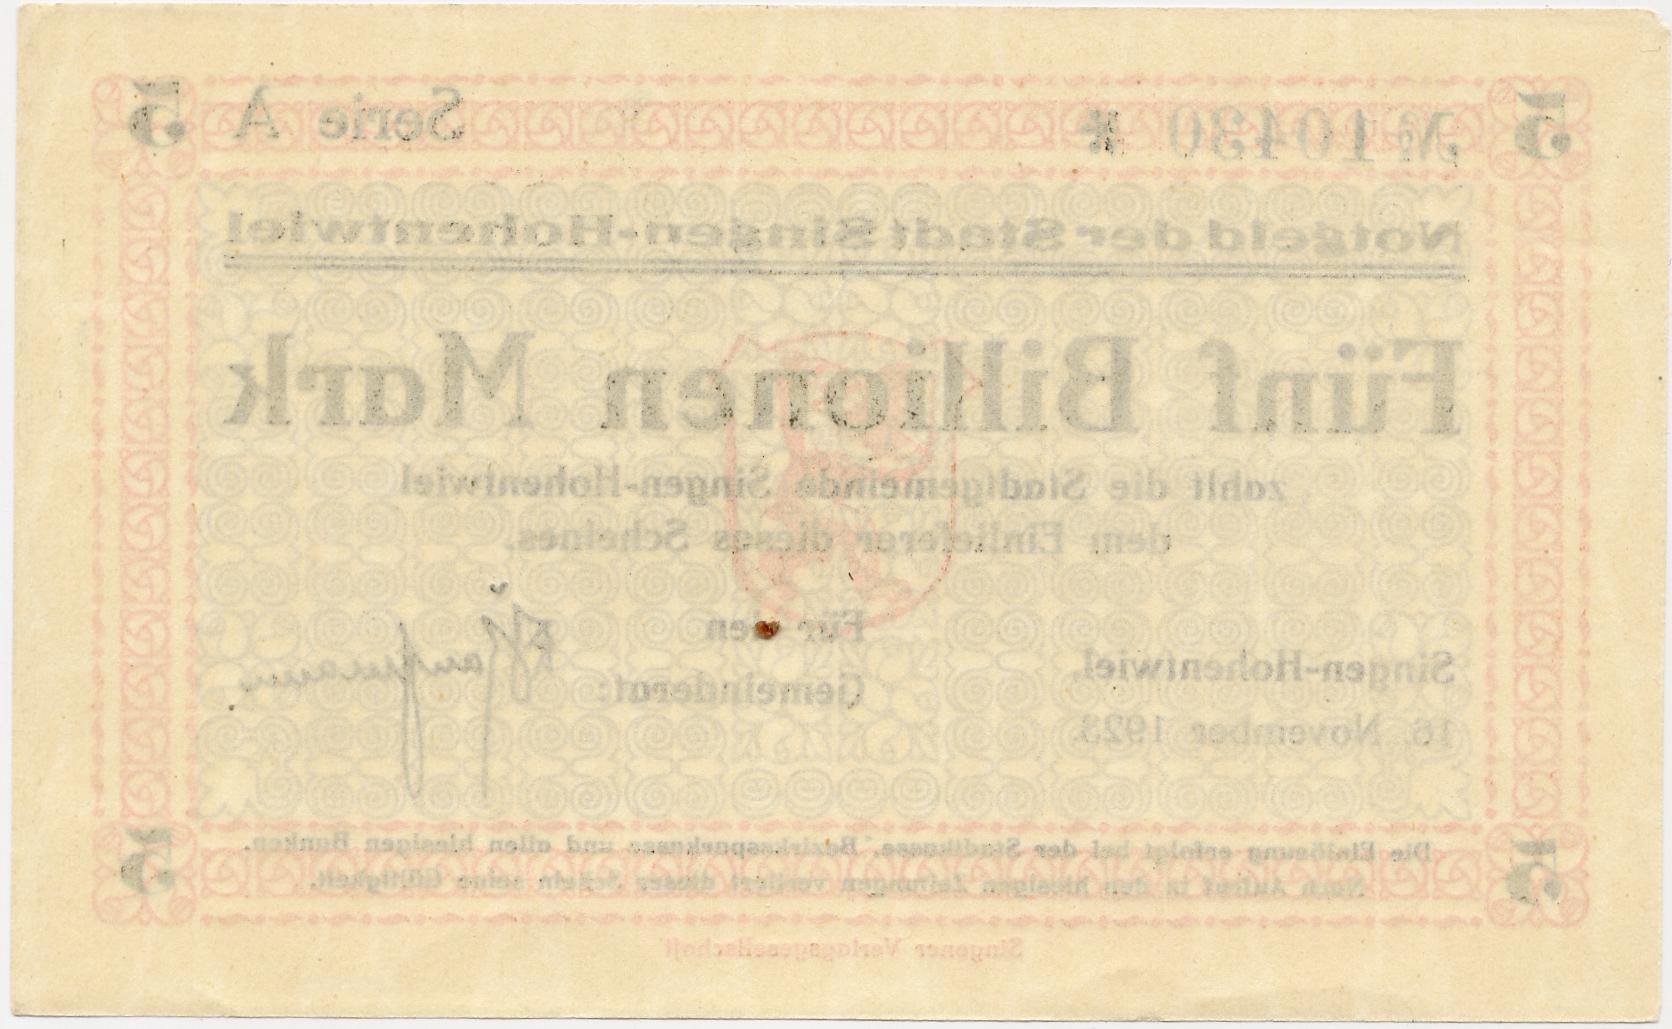 № 10430 * Serie A
5 5
Notgeld der Stadt Singen-Hohentwiel
Fünf Billionen Mark
zahlt die Stadtgemeinde Singen-Hohentwiel
dem Einlieferer dieses Scheines.
Singen-Hohentwiel,
16. November 1923.
Für den
Gemeinderat:
Kaufmann
Die Einlösung erfolgt bei der Stadtkasse, Bezirkssparkasse und allen hiesigen Banken.
Nach Aufruf in den hiesigen Zeitungen verliert dieser Schein seine Gültigkeit.
5 5
Singener Verlagsgesellschaft